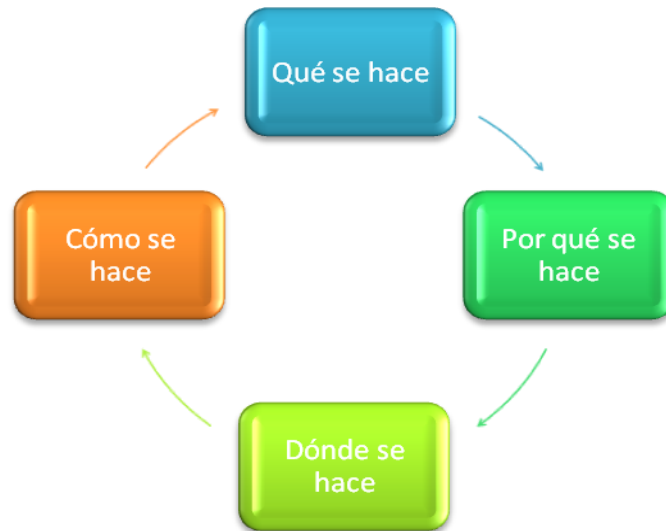 Qué se hace
Por qué se
hace
Dónde se
hace
Cómo se
hace